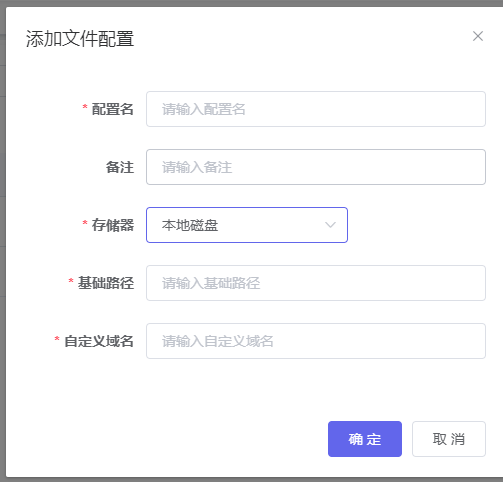 添加文件配置
* 配置名 请输入配置名
备注 请输入备注
* 存储器 本地磁盘
* 基础路径 请输入基础路径
* 自定义域名 请输入自定义域名
确 定 取 消